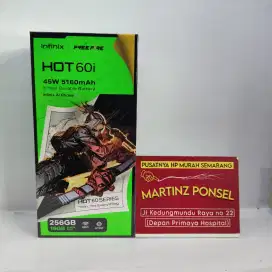 Infinix FREE FIRE
HOT 60i
45W 5160mAh
HOT 60 SERIES
256GB
PUSATNYA HP MURAH SEMARANG
MARTINZ PONSEL
Jl Kedungmundu Raya no 22
(Depan Primaya Hospital)